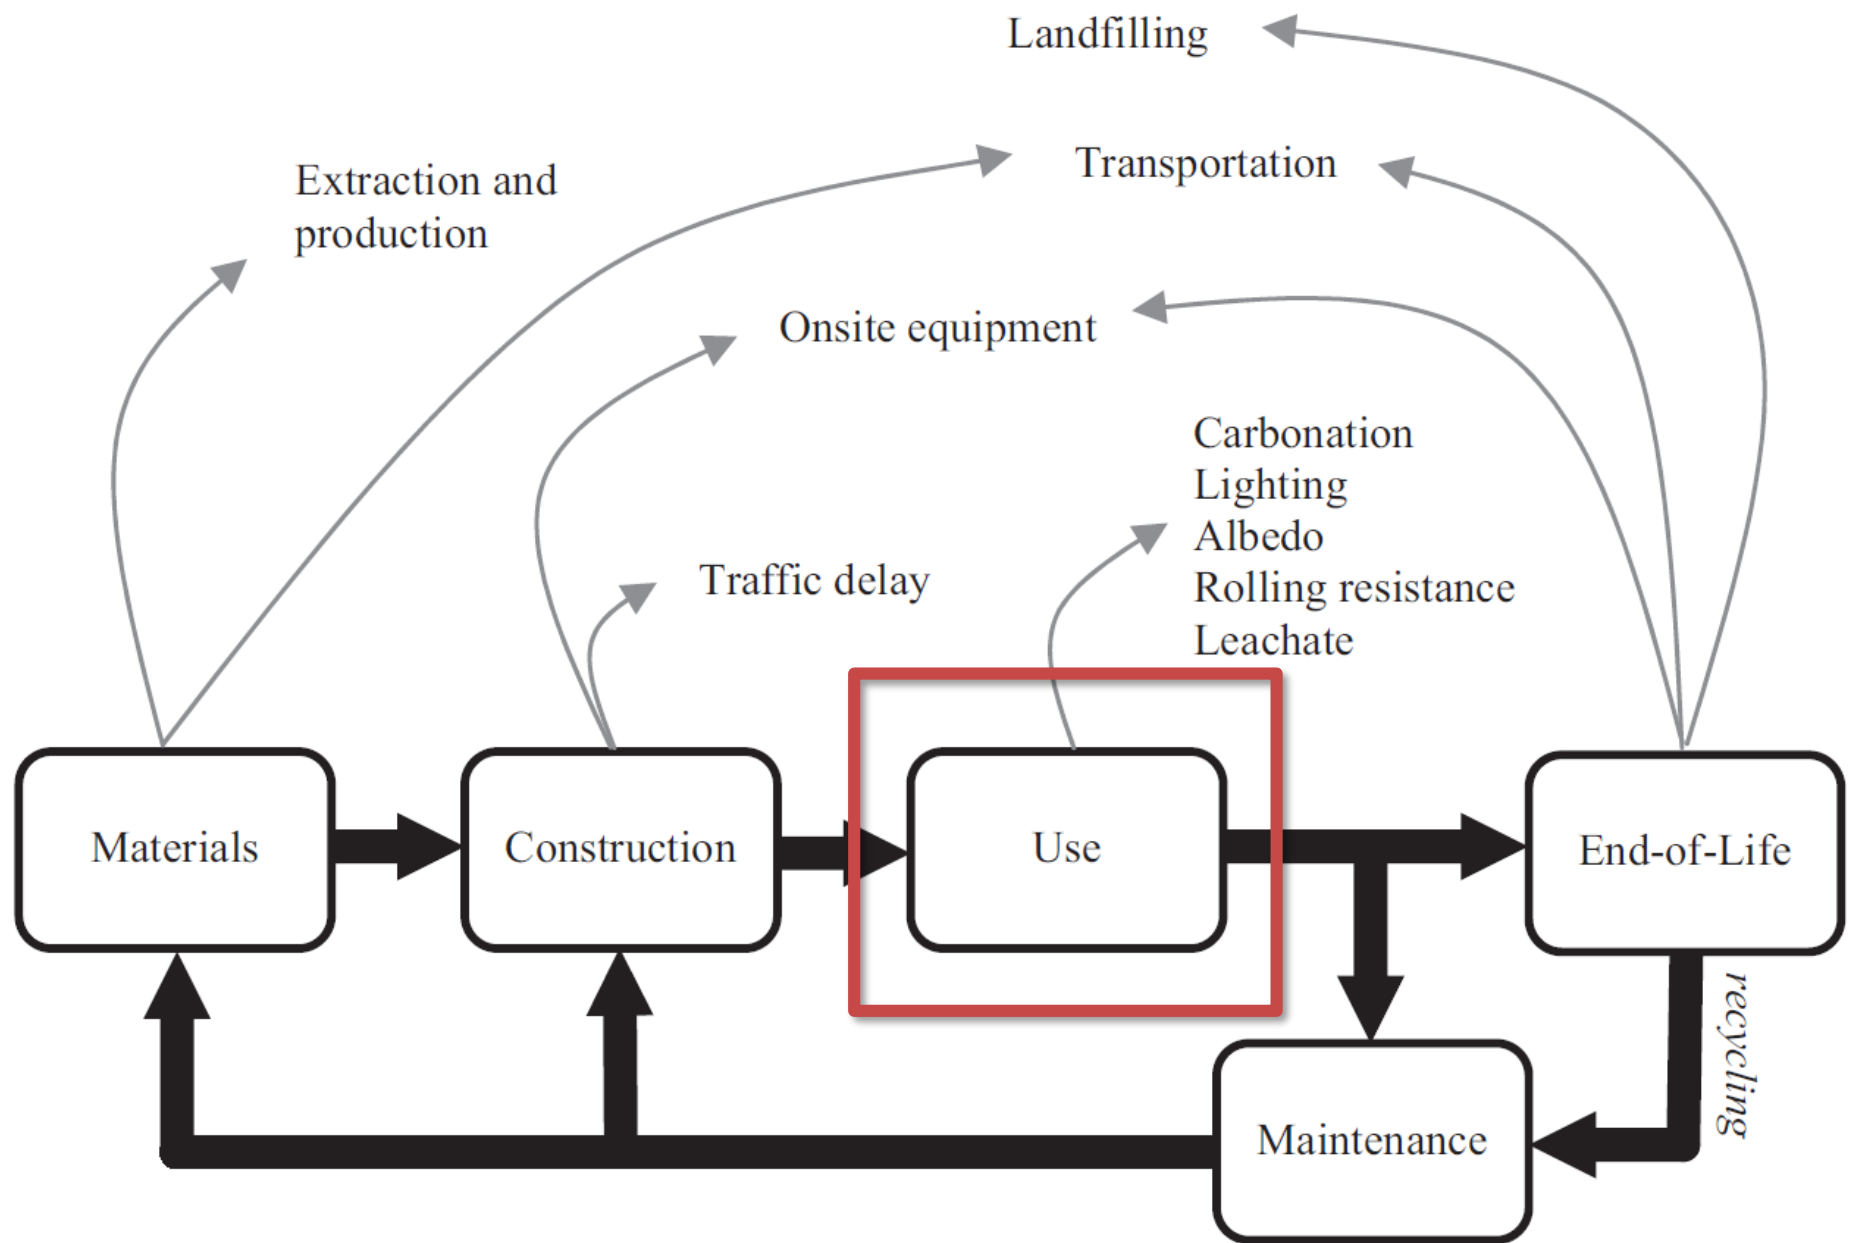 Landfilling
Transportation
Extraction and
production
Onsite equipment
Carbonation
Lighting
Albedo
Rolling resistance
Leachate
Traffic delay
Materials
Construction
Use
End-of-Life
recycling
Maintenance